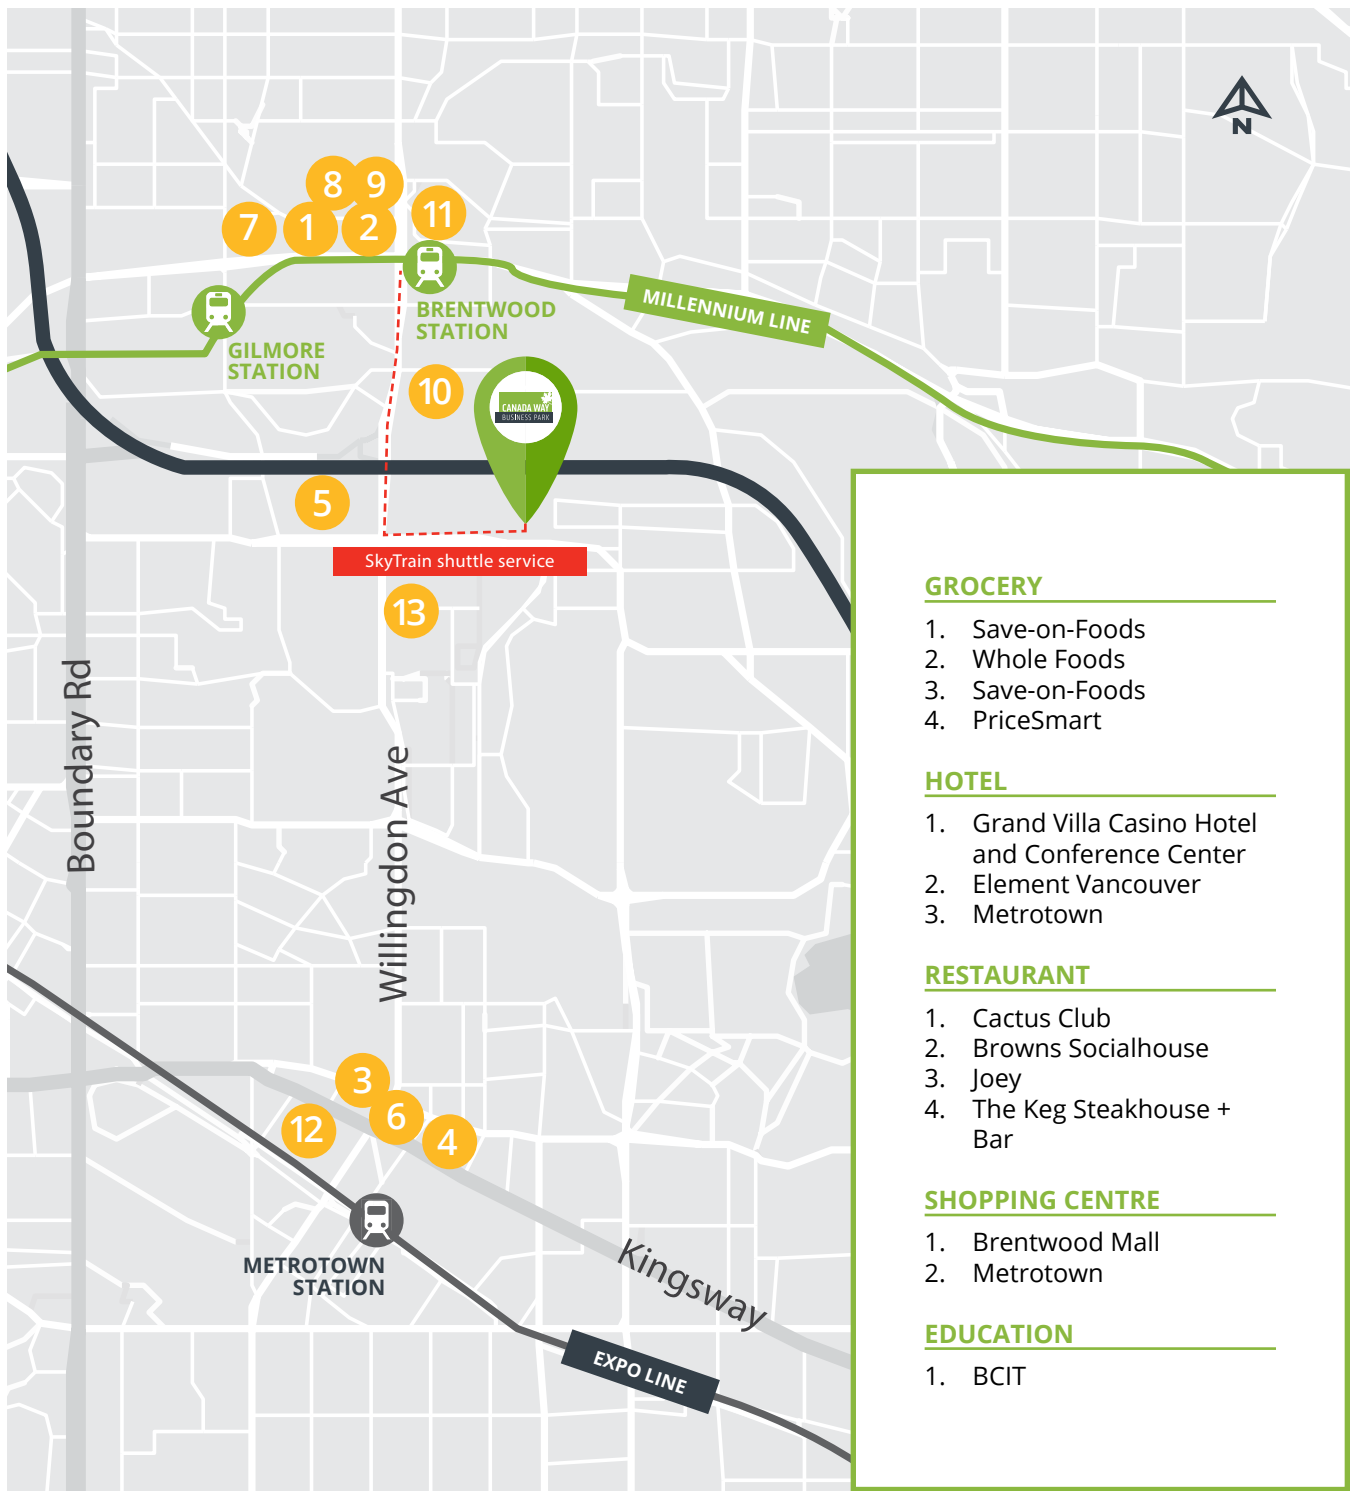 N
8
9
7
1
2
11
BRENTWOOD
STATION
MILLENNIUM LINE
GILMORE
STATION
10
CANADA WAY
BUSINESS PARK
5
SkyTrain shuttle service
13
Boundary Rd
Willingdon Ave
3
6
12
4
METROTOWN
STATION
Kingsway
EXPO LINE
GROCERY
1. Save-on-Foods
2. Whole Foods
3. Save-on-Foods
4. PriceSmart
HOTEL
1. Grand Villa Casino Hotel
and Conference Center
2. Element Vancouver
3. Metrotown
RESTAURANT
1. Cactus Club
2. Browns Socialhouse
3. Joey
4. The Keg Steakhouse +
Bar
SHOPPING CENTRE
1. Brentwood Mall
2. Metrotown
EDUCATION
1. BCIT